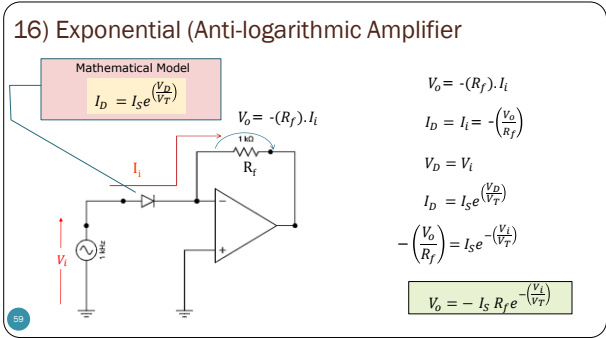 16) Exponential (Anti-logarithmic Amplifier
Mathematical Model
I_D = I_S e^(V_D/V_T)
V_o = -(R_f).I_i
1 kΩ
R_f
I_i
−
+
V_i
1 kHz
V_o = -(R_f).I_i
I_D = I_i = -(V_o/R_f)
V_D = V_i
I_D = I_S e^(V_D/V_T)
−(V_o/R_f) = I_S e^−(V_i/V_T)
V_o = − I_S R_f e^−(V_i/V_T)
59